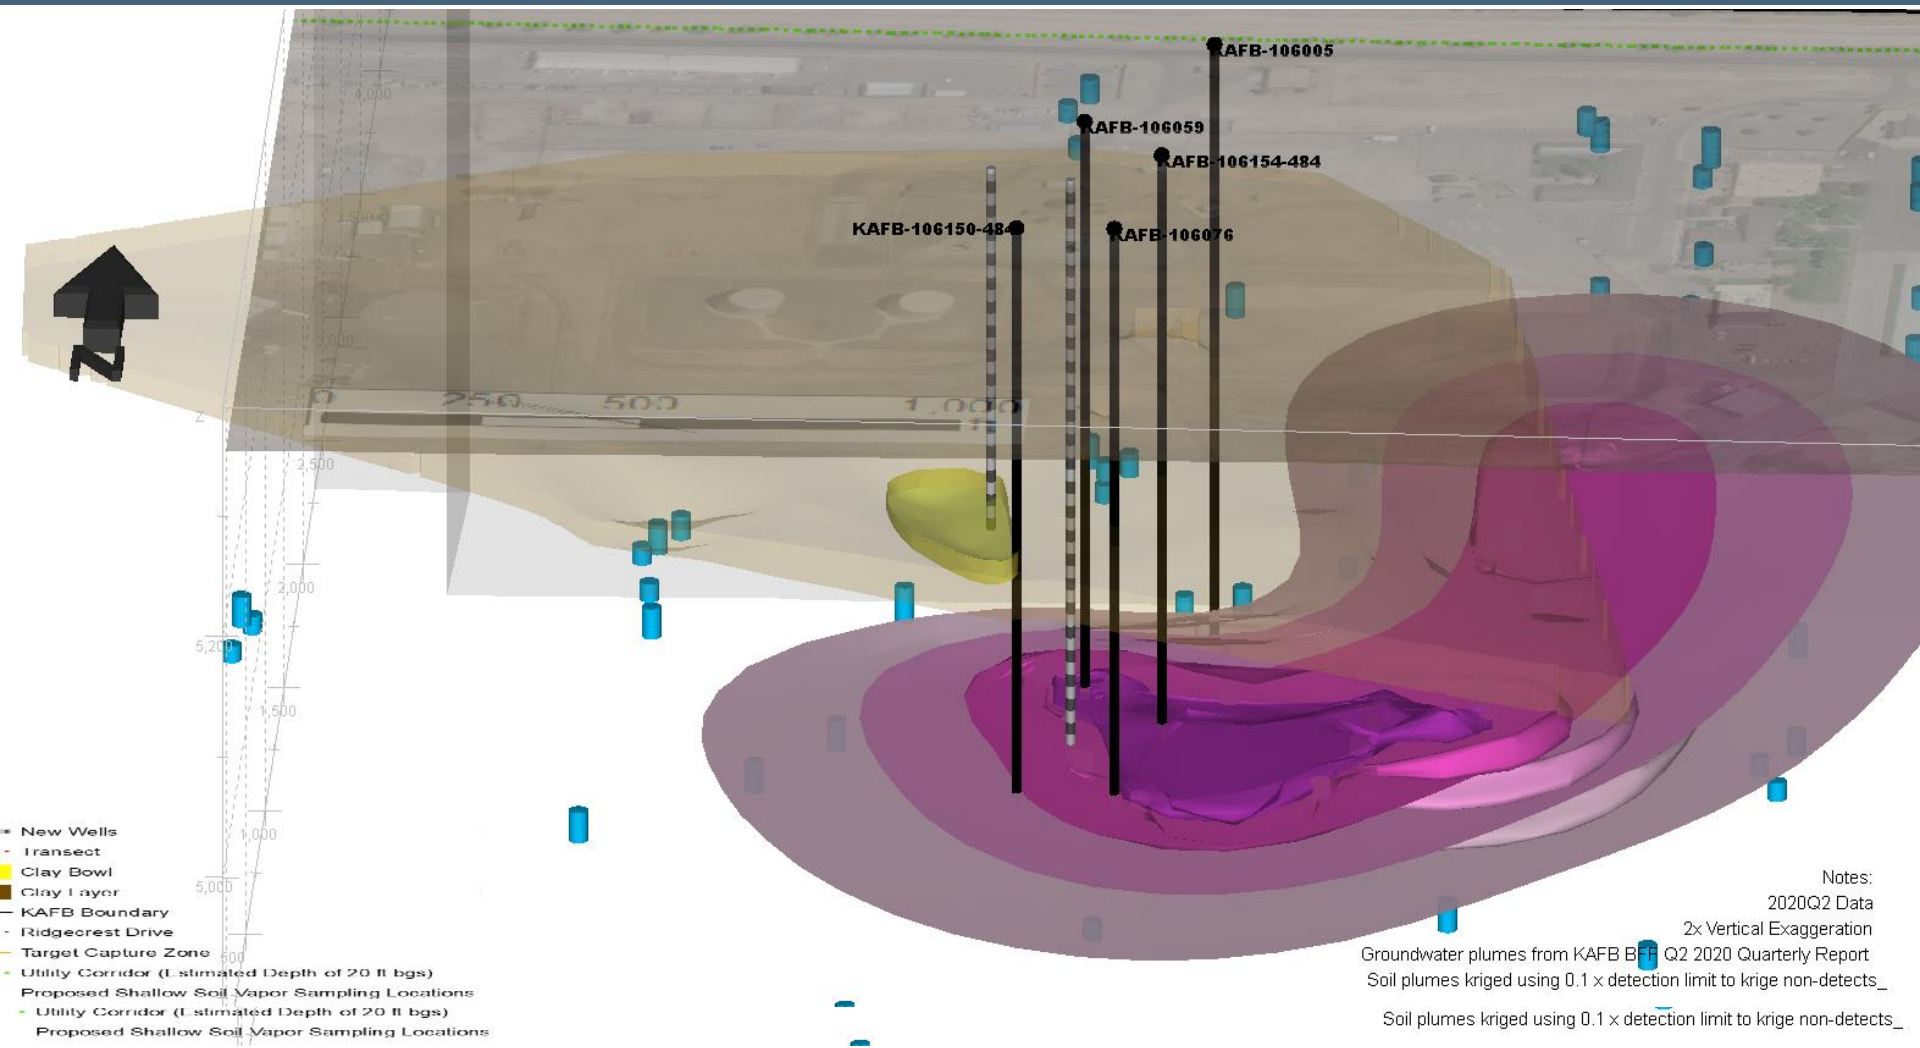 KAFB-106005
4,000
KAFB-106059
KAFB-106154-484
3,500
KAFB-106150-484
KAFB-106076
3,000
N
0 250 500 1,000
ft
Z
2,500
2,000
5,200
1,500
1,000
5,000
500
New Wells
Transect
Clay Bowl
Clay Layer
KAFB Boundary
Ridgecrest Drive
Target Capture Zone
Utility Corridor (Estimated Depth of 20 ft bgs)
Proposed Shallow Soil Vapor Sampling Locations
Utility Corridor (Estimated Depth of 20 ft bgs)
Proposed Shallow Soil Vapor Sampling Locations
Notes:
2020Q2 Data
2x Vertical Exaggeration
Groundwater plumes from KAFB BFF Q2 2020 Quarterly Report
Soil plumes kriged using 0.1 x detection limit to krige non-detects_
Soil plumes kriged using 0.1 x detection limit to krige non-detects_